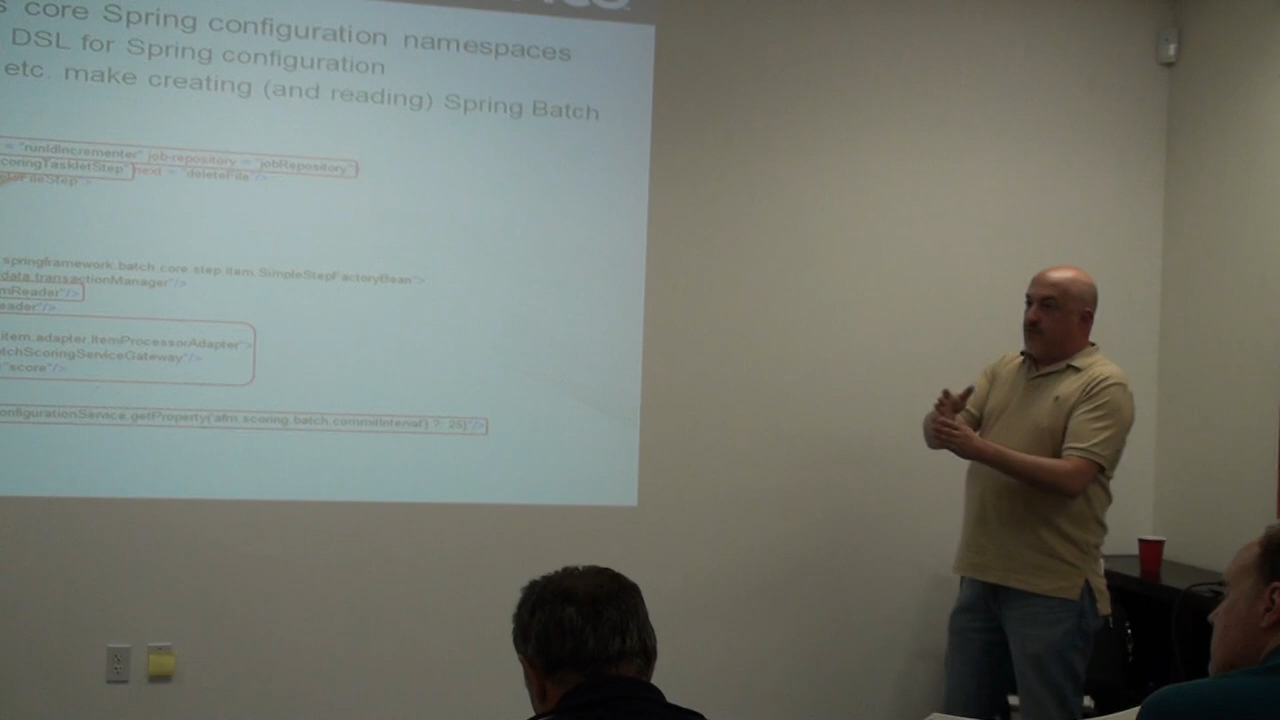 s core Spring configuration namespaces
DSL for Spring configuration
etc. make creating (and reading) Spring Batch
= "runIdIncrementer" job-repository = "jobRepository">
coringTaskletStep" next = "deleteFile"/>
eteFileStep">
springframework.batch.core.step.item.SimpleStepFactoryBean">
data.transactionManager"/>
mReader"/>
eader"/>
item.adapter.ItemProcessorAdapter">
tchScoringServiceGateway"/>
"score"/>
onfigurationService.getProperty('afm.scoring.batch.commitInterval') ?: 25}"/>